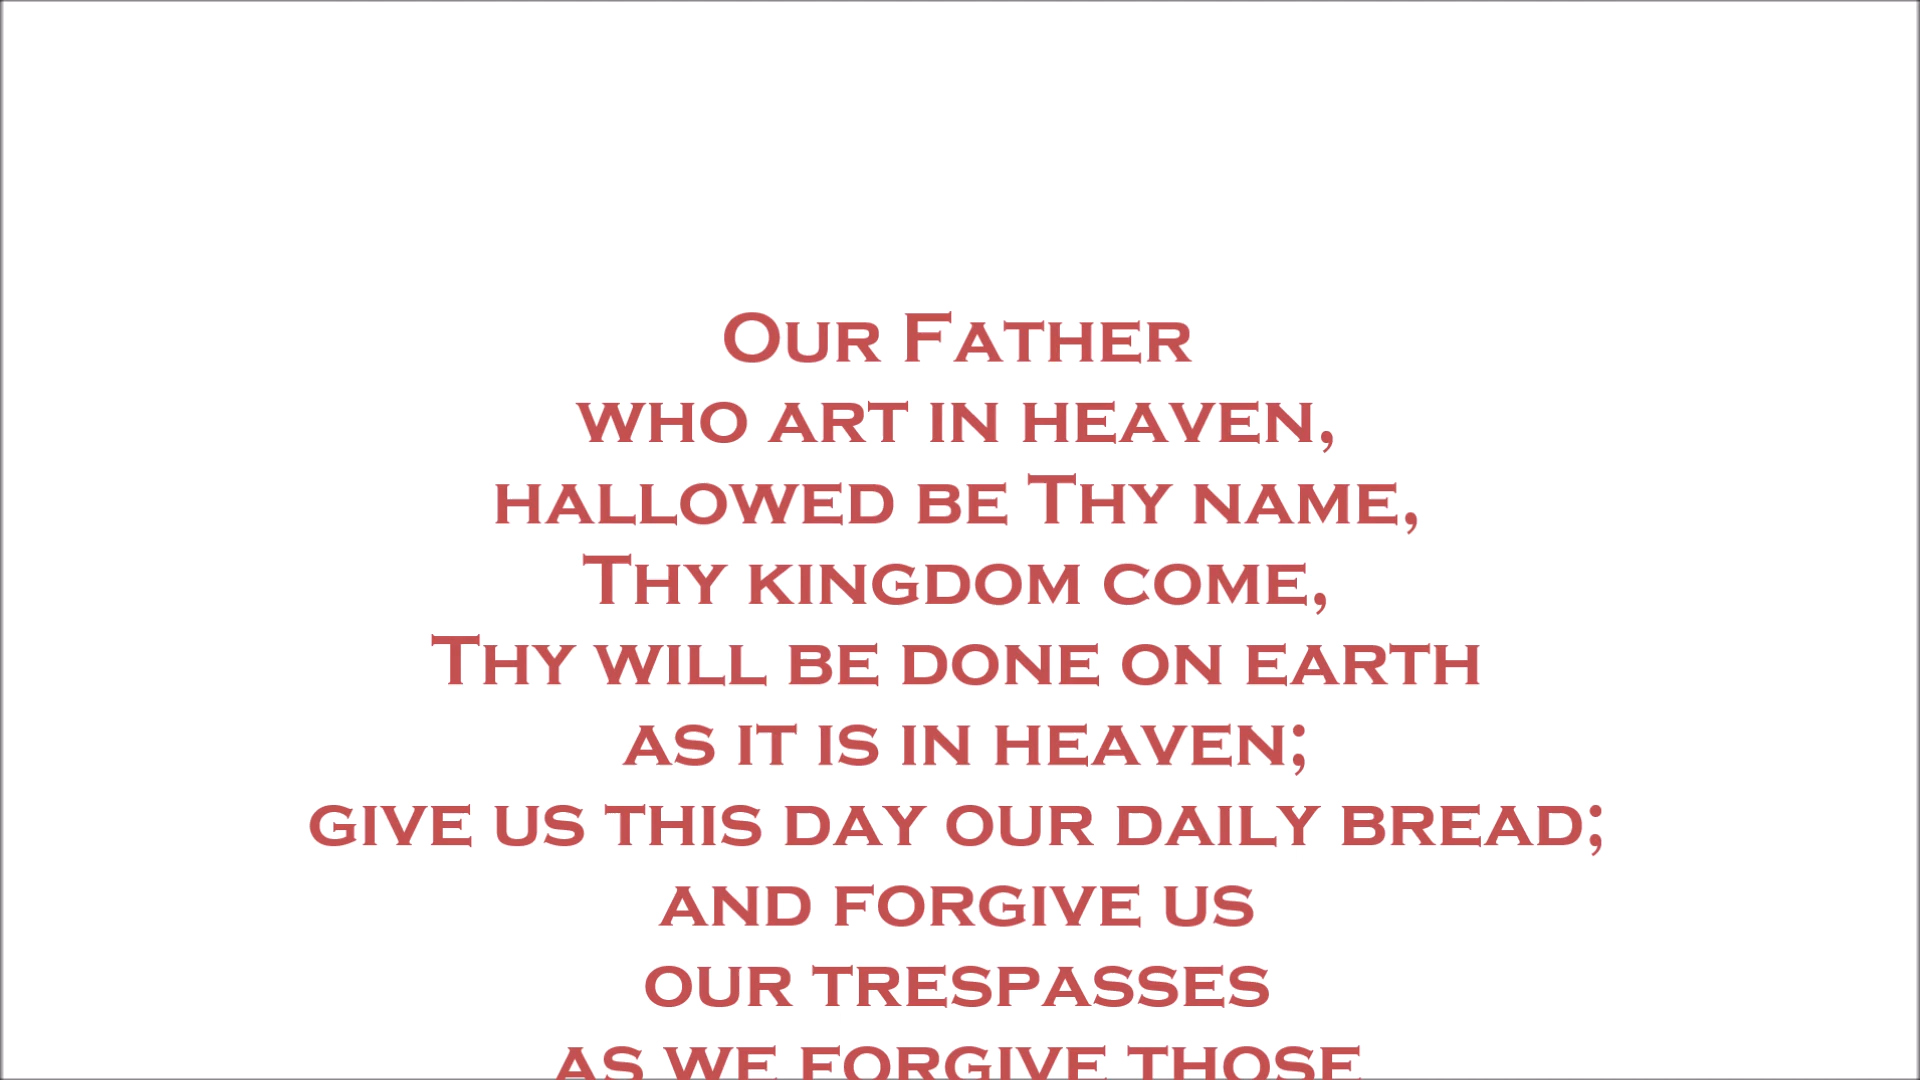 Our Father
who art in heaven,
hallowed be Thy name,
Thy kingdom come,
Thy will be done on earth
as it is in heaven;
give us this day our daily bread;
and forgive us
our trespasses
as we forgive those